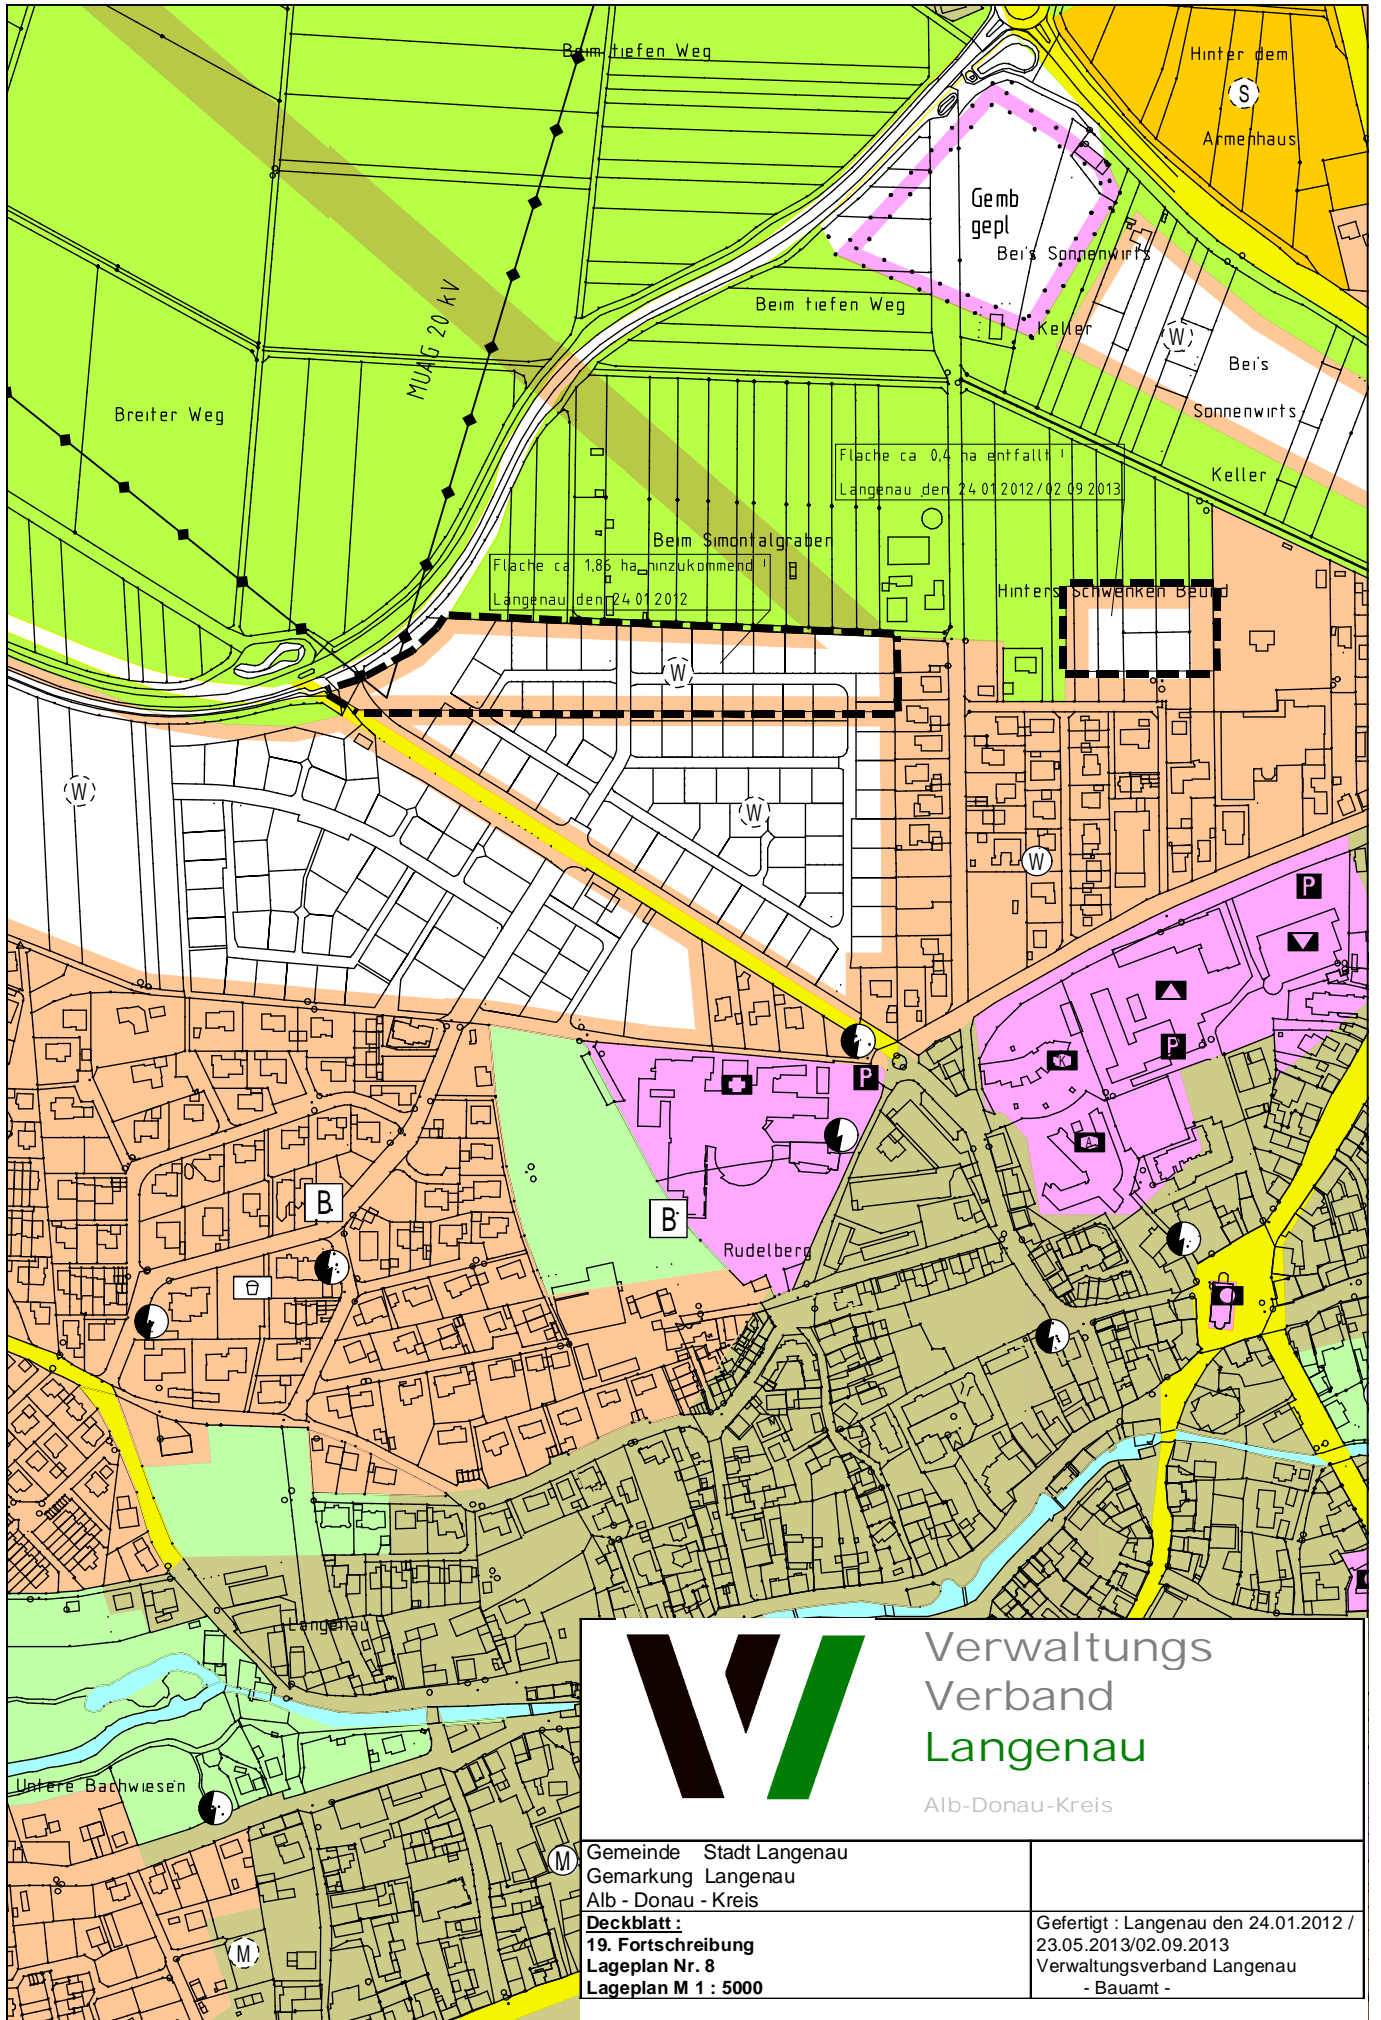 Beim tiefen Weg
Hinter dem
S
Armenhaus
Gemb
gepl
Bei's Sonnenwirts
Beim tiefen Weg
Keller
W
Bei's
MUAG 20 kV
Breiter Weg
Sonnenwirts
Fläche ca 0,4 ha entfällt !
Langenau den 24 01 2012/02 09 2013
Keller
Beim Simontalgraben
Fläche ca 1,86 ha hinzukommend !
Langenau den 24 01 2012
Hinters Schwenken Beund
W
W
W
W
P
P
K
P
A
B
B
Rudelberg
Langenau
Untere Bachwiesen
M
M
Verwaltungs
Verband
Langenau
Alb-Donau-Kreis
Gemeinde Stadt Langenau
Gemarkung Langenau
Alb - Donau - Kreis
Deckblatt :
19. Fortschreibung
Lageplan Nr. 8
Lageplan M 1 : 5000
Gefertigt : Langenau den 24.01.2012 /
23.05.2013/02.09.2013
Verwaltungsverband Langenau
- Bauamt -